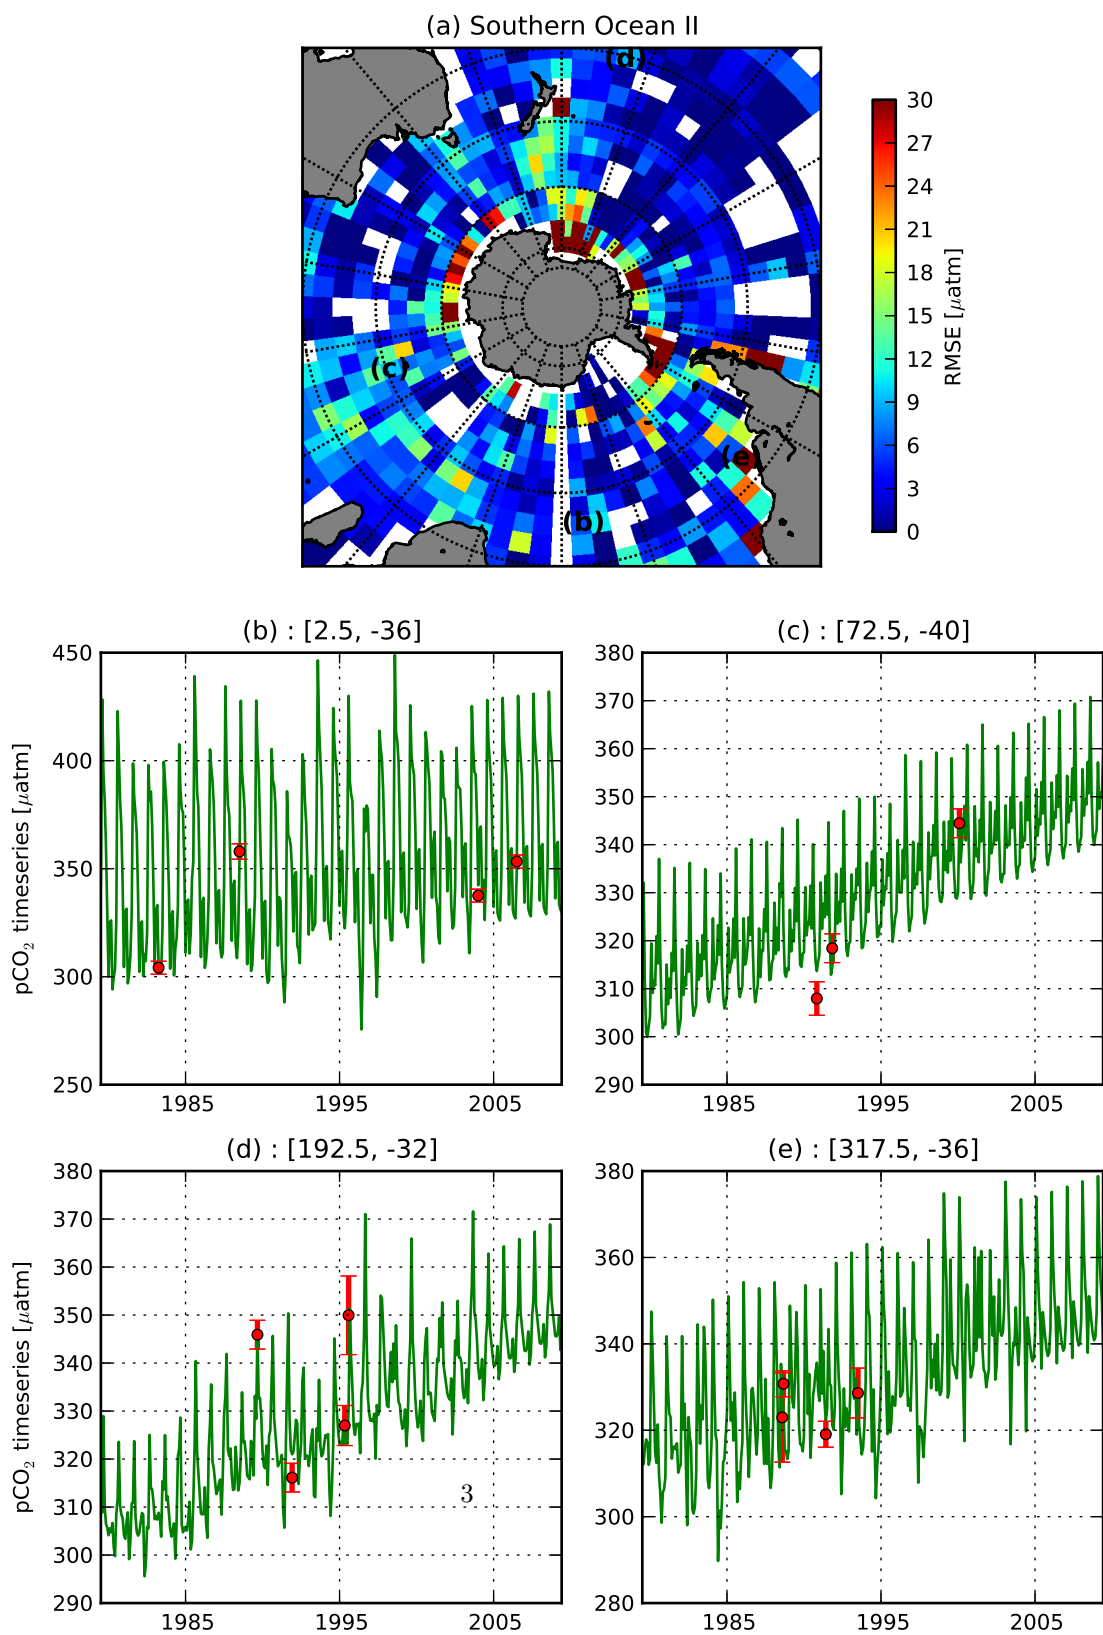 (a) Southern Ocean II
(d)
(c)
(e)
(b)
30
27
24
21
18
15
12
9
6
3
0
RMSE [μatm]
(b) : [2.5, -36]
450
400
350
300
250
pCO₂ timeseries [μatm]
1985 1995 2005
(c) : [72.5, -40]
380
370
360
350
340
330
320
310
300
290
1985 1995 2005
(d) : [192.5, -32]
380
370
360
350
340
330
320
310
300
290
pCO₂ timeseries [μatm]
1985 1995 2005
3
(e) : [317.5, -36]
380
360
340
320
300
280
1985 1995 2005